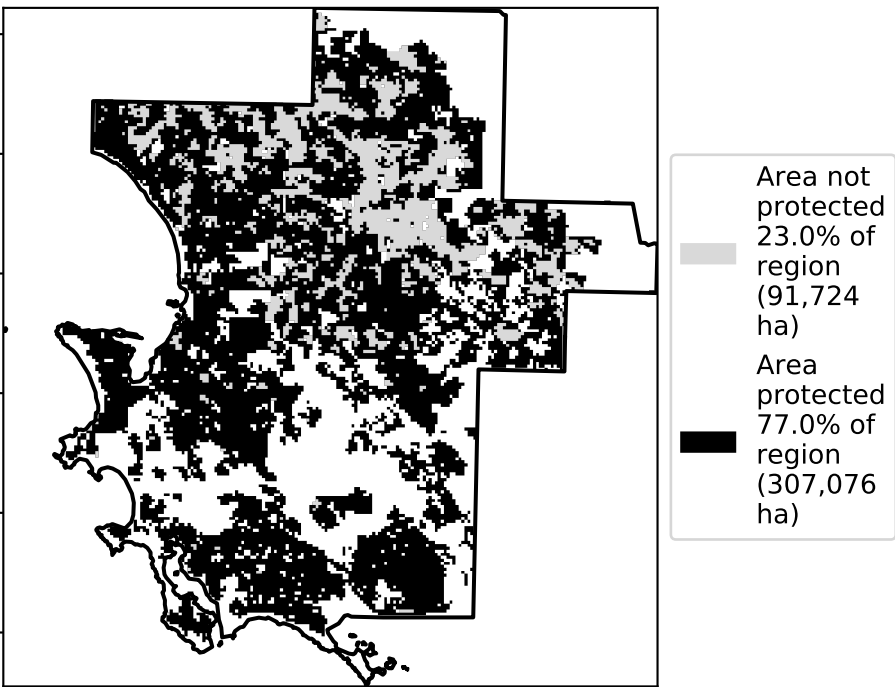 Area not
protected
23.0% of
region
(91,724
ha)
Area
protected
77.0% of
region
(307,076
ha)